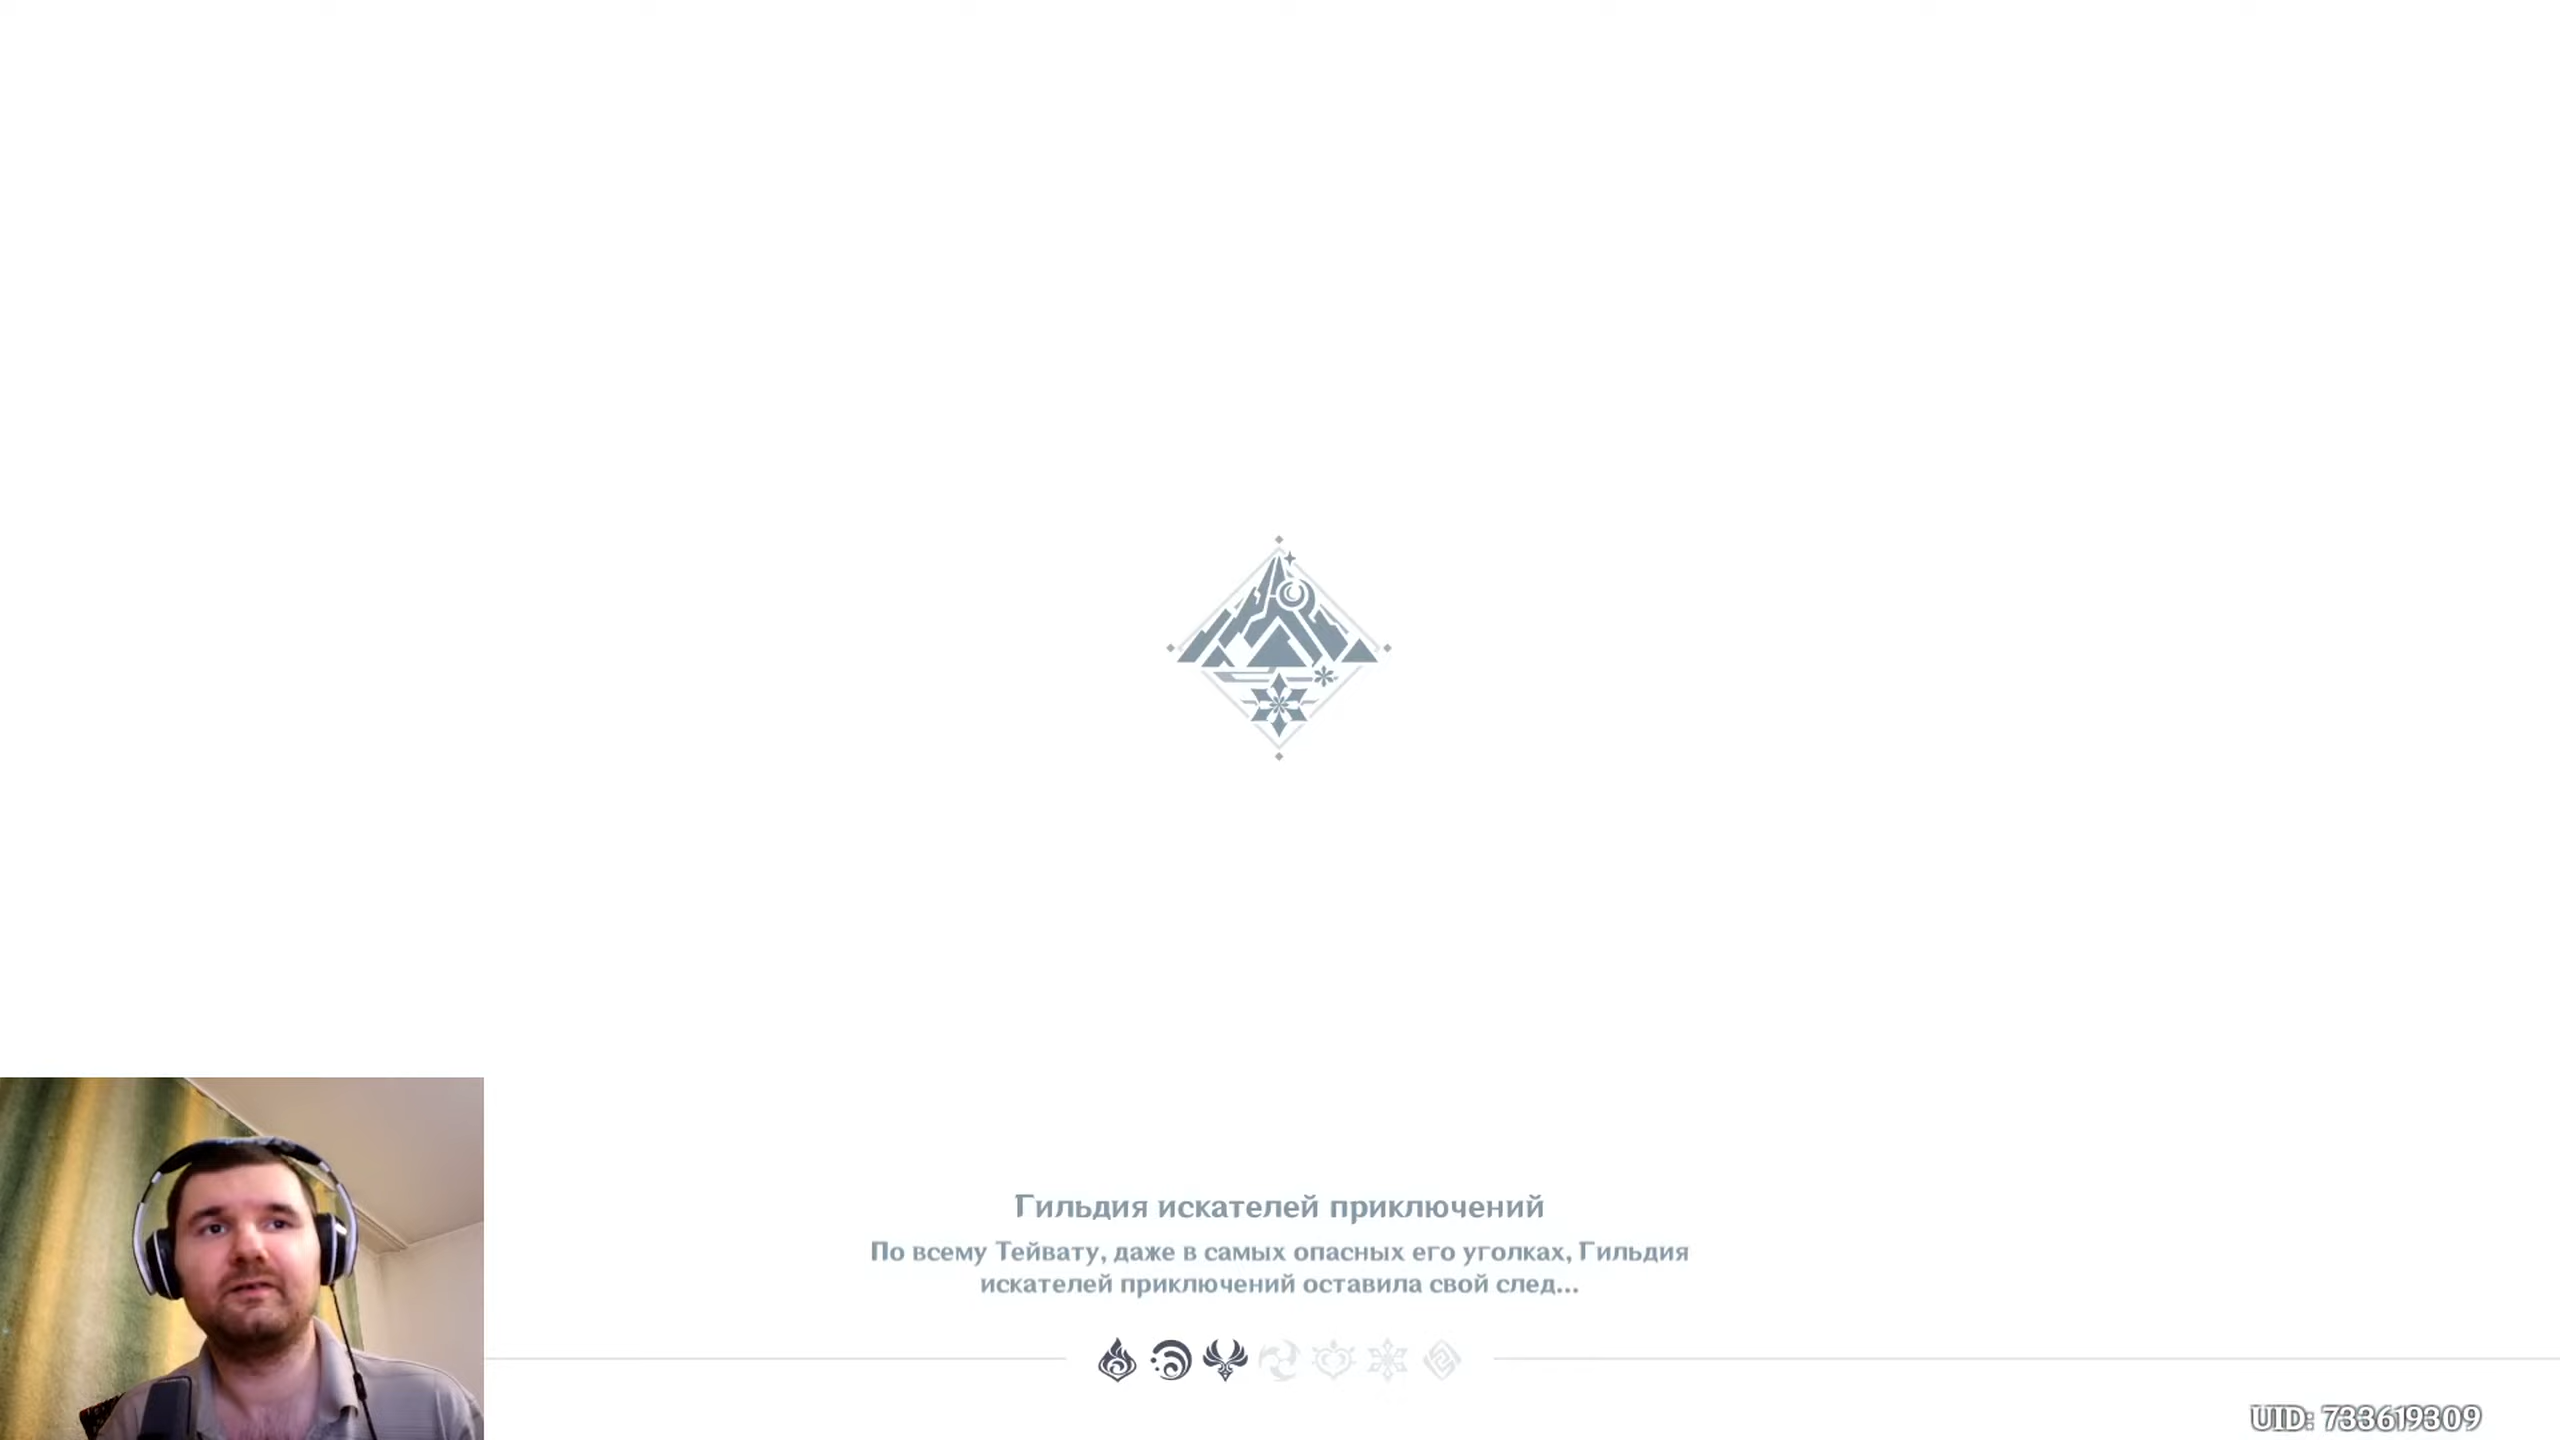 Гильдия искателей приключений
По всему Тейвату, даже в самых опасных его уголках, Гильдия
искателей приключений оставила свой след...
UID: 733619309